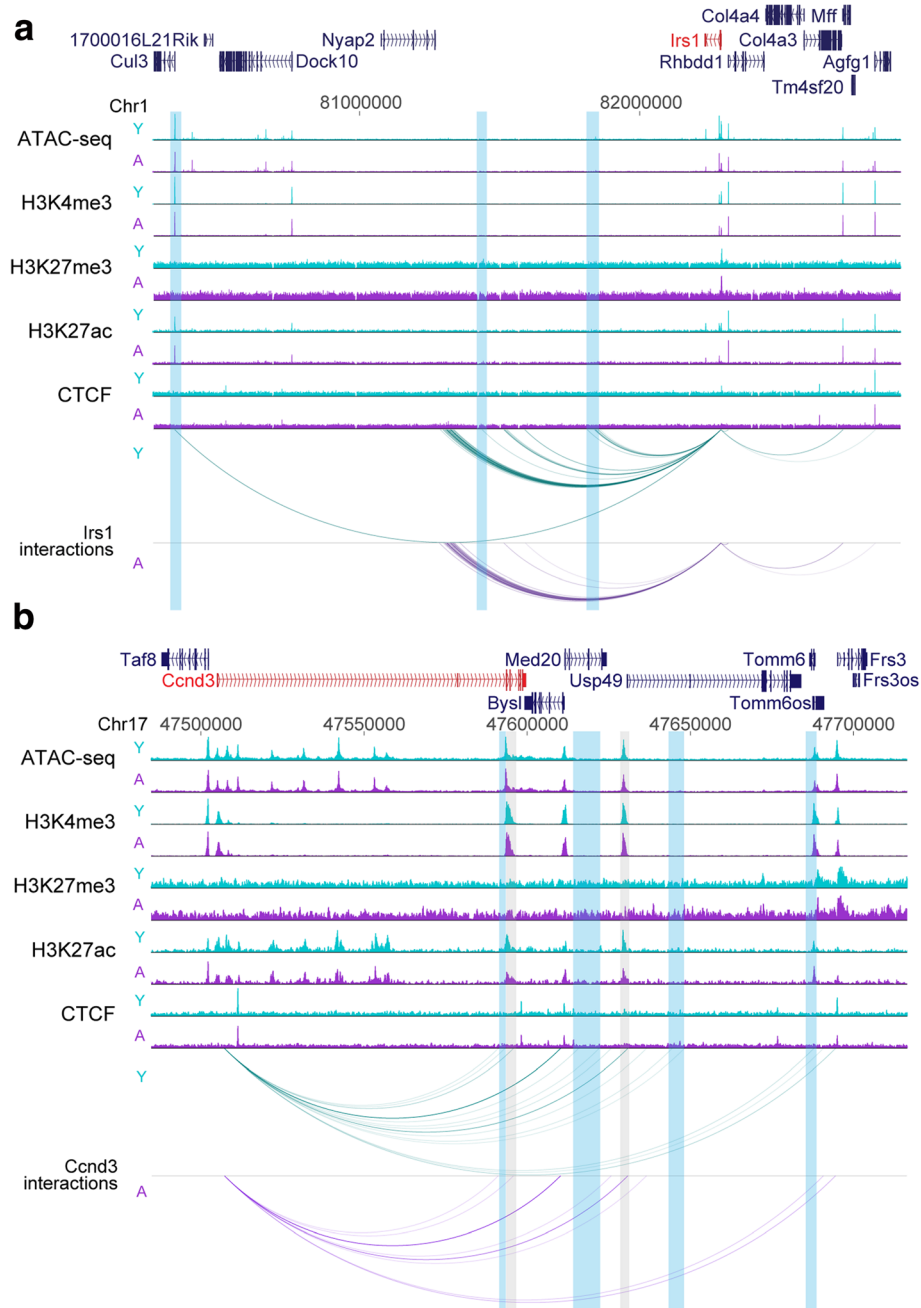 a
Col4a4 Mff
1700016L21Rik Nyap2 Irs1 Col4a3
Cul3 Dock10 Rhbdd1 Agfg1
Tm4sf20
Chr1 81000000 82000000
ATAC-seq Y
A
H3K4me3 Y
A
H3K27me3 Y
A
H3K27ac Y
A
CTCF Y
A
Y
Irs1
interactions
A
b
Taf8 Med20 Tomm6 Frs3
Ccnd3 Usp49 Frs3os
Bysl Tomm6os
Chr17 47500000 47550000 47600000 47650000 47700000
ATAC-seq Y
A
H3K4me3 Y
A
H3K27me3 Y
A
H3K27ac Y
A
CTCF Y
A
Y
Ccnd3
interactions
A